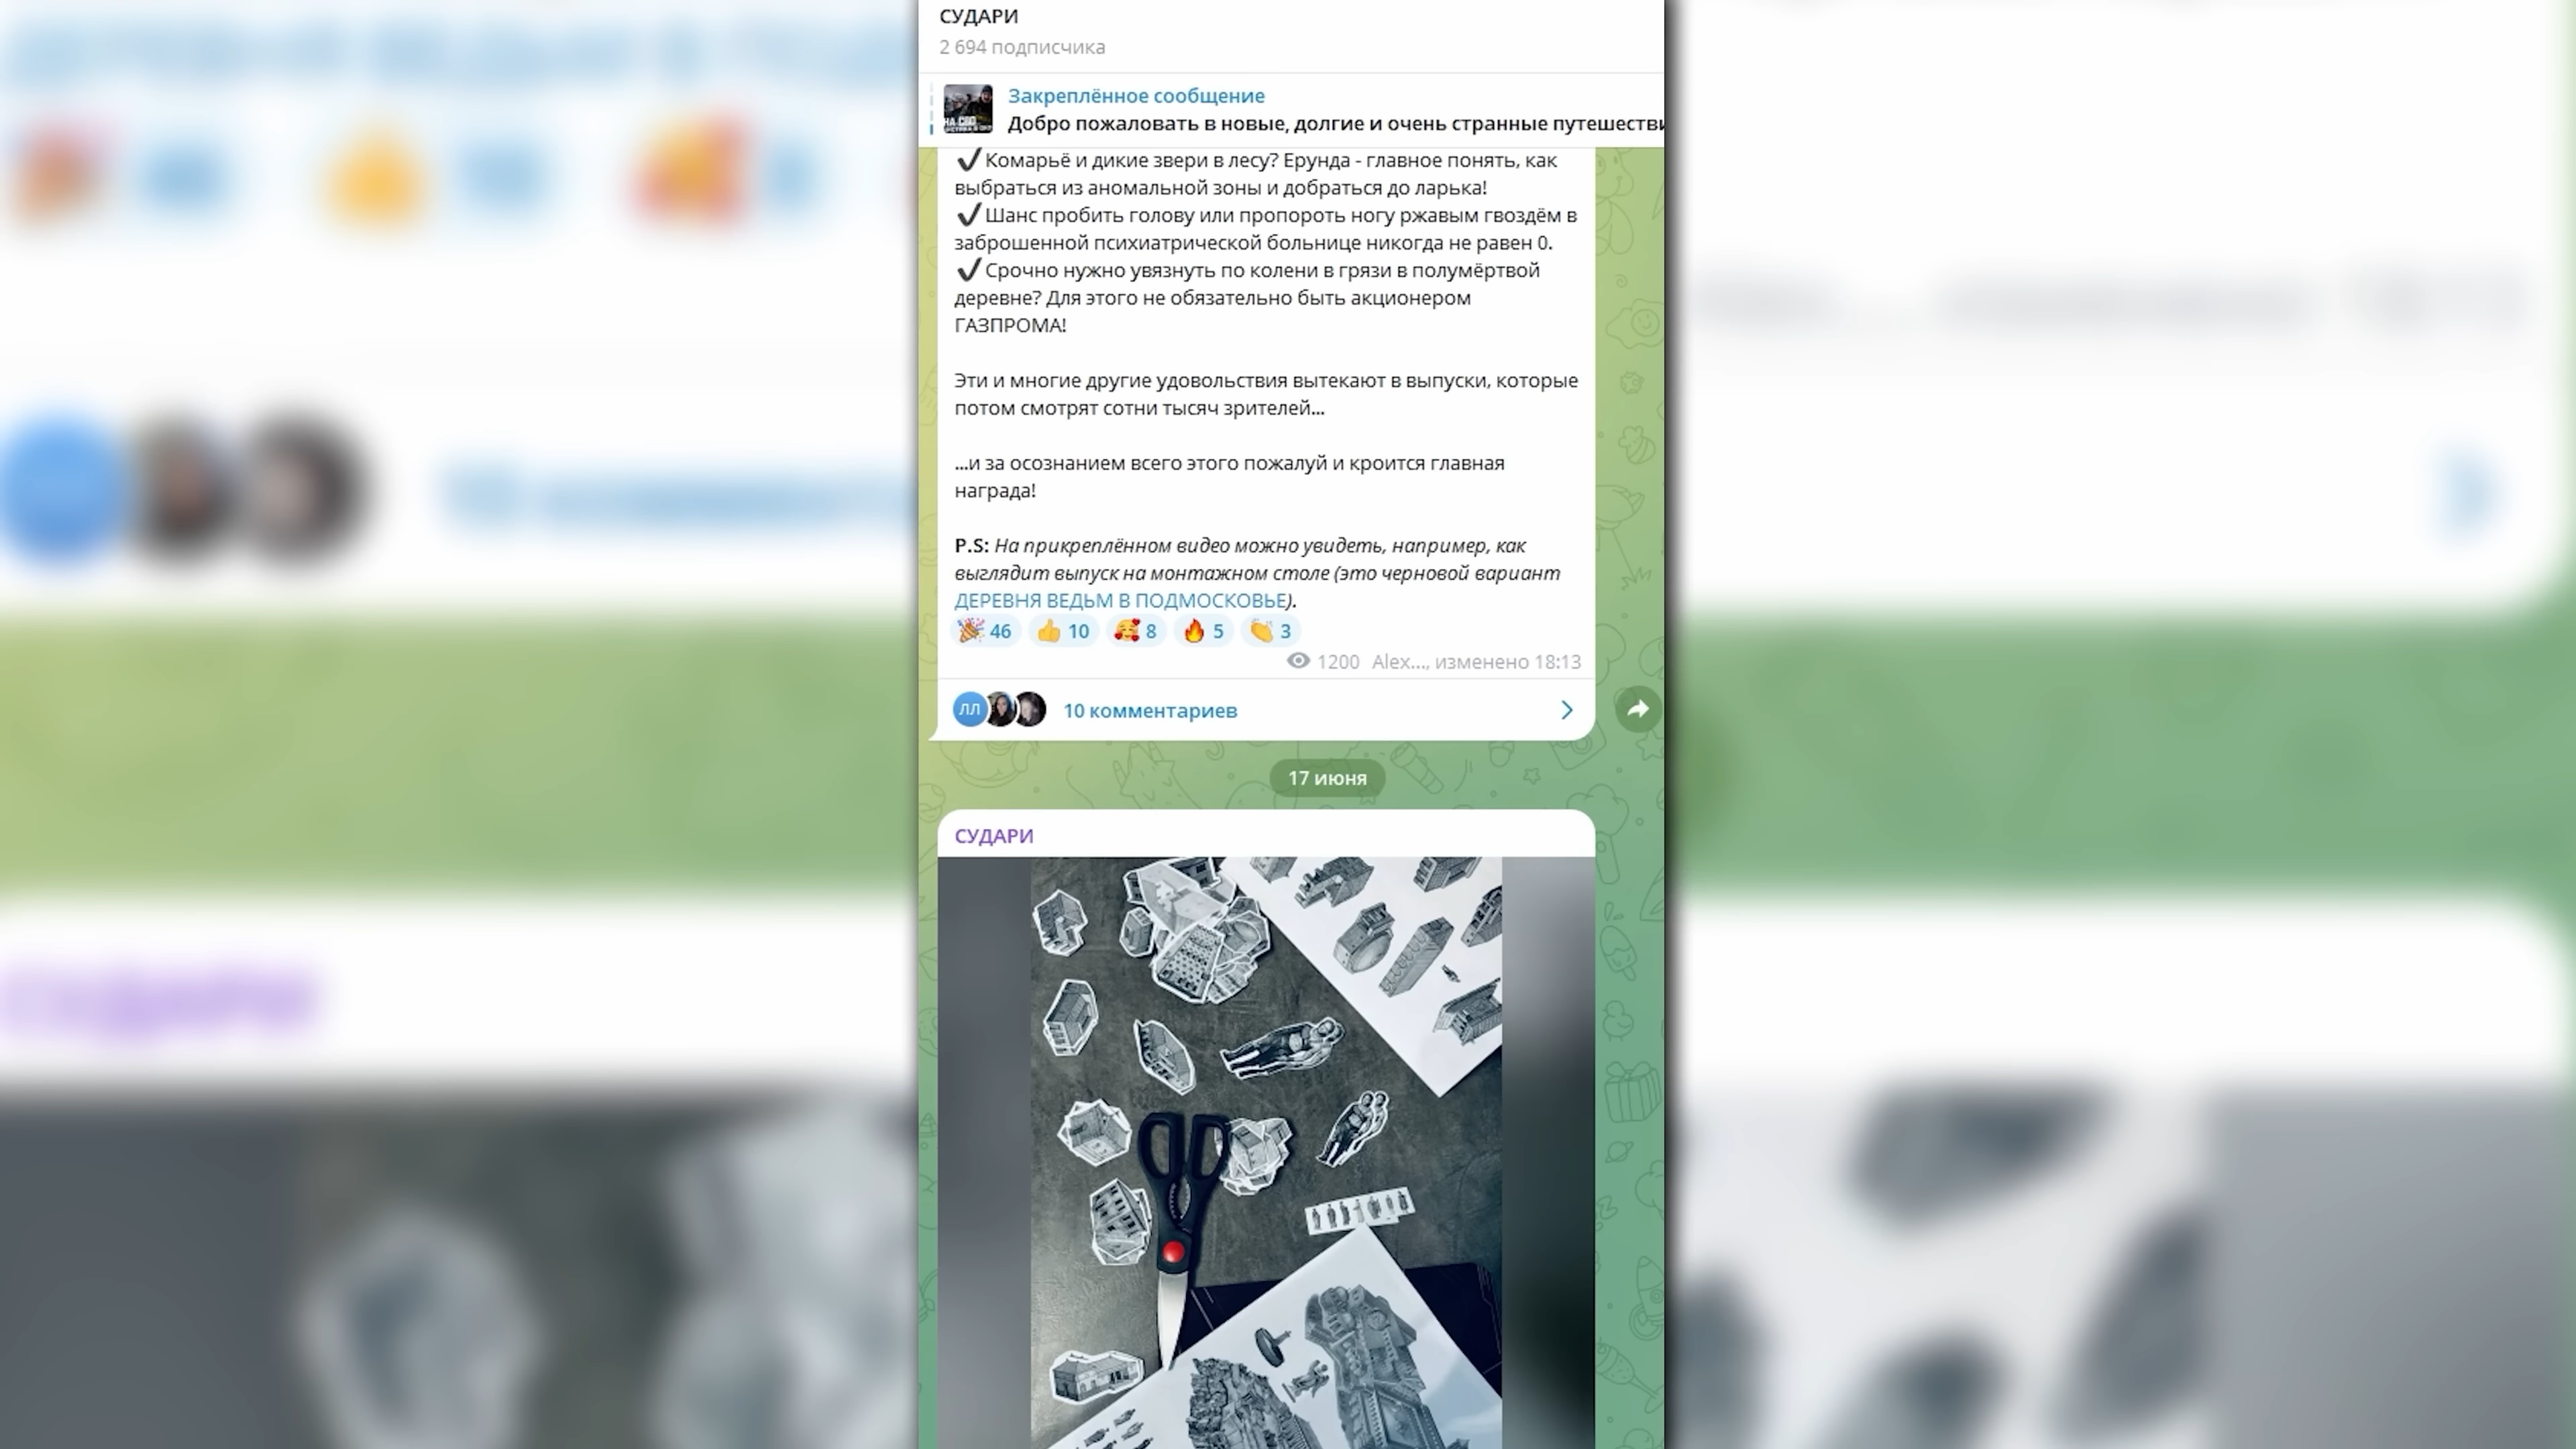 СУДАРИ
2 694 подписчика
Закреплённое сообщение
Добро пожаловать в новые, долгие и очень странные путешестви
✔Комарьё и дикие звери в лесу? Ерунда - главное понять, как
выбраться из аномальной зоны и добраться до ларька!
✔Шанс пробить голову или пропороть ногу ржавым гвоздём в
заброшенной психиатрической больнице никогда не равен 0.
✔Срочно нужно увязнуть по колени в грязи в полумёртвой
деревне? Для этого не обязательно быть акционером
ГАЗПРОМА!
Эти и многие другие удовольствия вытекают в выпуски, которые
потом смотрят сотни тысяч зрителей...
...и за осознанием всего этого пожалуй и кроится главная
награда!
P.S: На прикреплённом видео можно увидеть, например, как
выглядит выпуск на монтажном столе (это черновой вариант
ДЕРЕВНЯ ВЕДЬМ В ПОДМОСКОВЬЕ).
46 10 8 5 3
1200 Alex..., изменено 18:13
ЛЛ 10 комментариев
17 июня
СУДАРИ